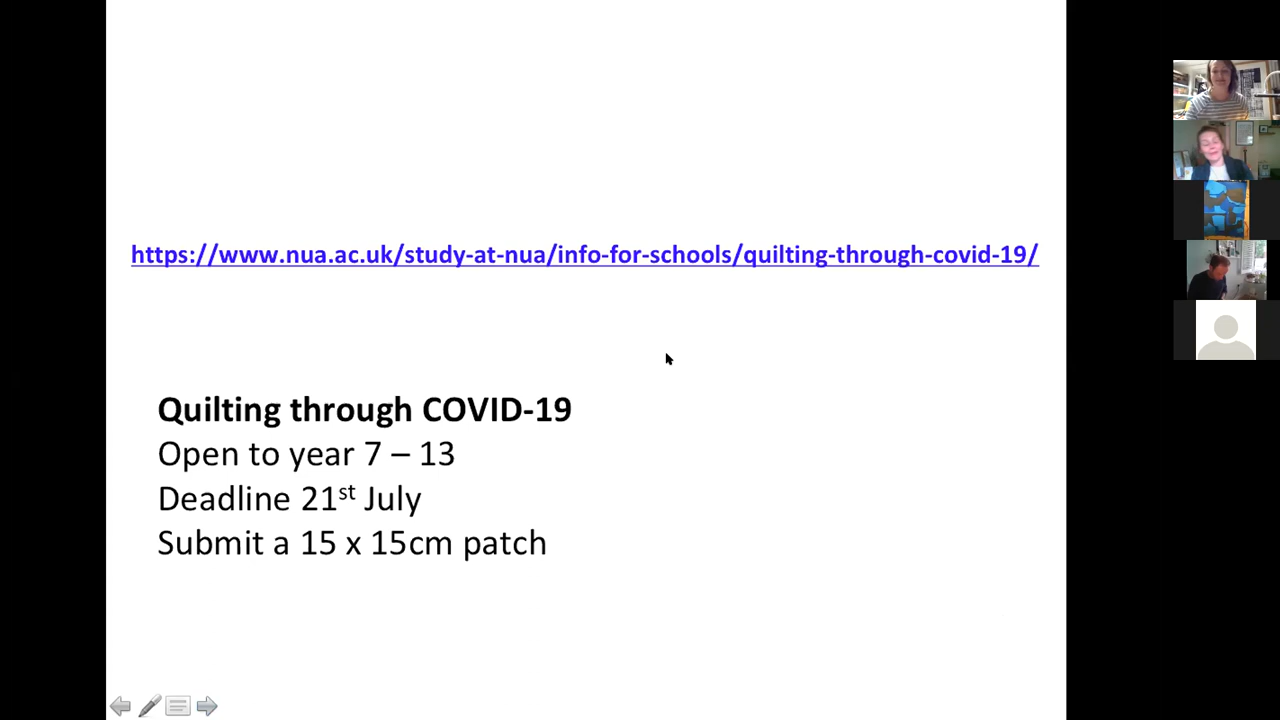 https://www.nua.ac.uk/study-at-nua/info-for-schools/quilting-through-covid-19/
Quilting through COVID-19
Open to year 7 – 13
Deadline 21st July
Submit a 15 x 15cm patch